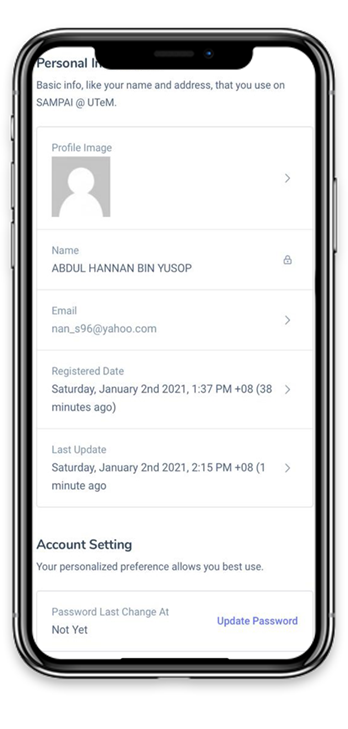 Personal In
Basic info, like your name and address, that you use on
SAMPAI @ UTeM.
Profile Image
Name
ABDUL HANNAN BIN YUSOP
Email
nan_s96@yahoo.com
Registered Date
Saturday, January 2nd 2021, 1:37 PM +08 (38
minutes ago)
Last Update
Saturday, January 2nd 2021, 2:15 PM +08 (1
minute ago
Account Setting
Your personalized preference allows you best use.
Password Last Change At
Not Yet
Update Password